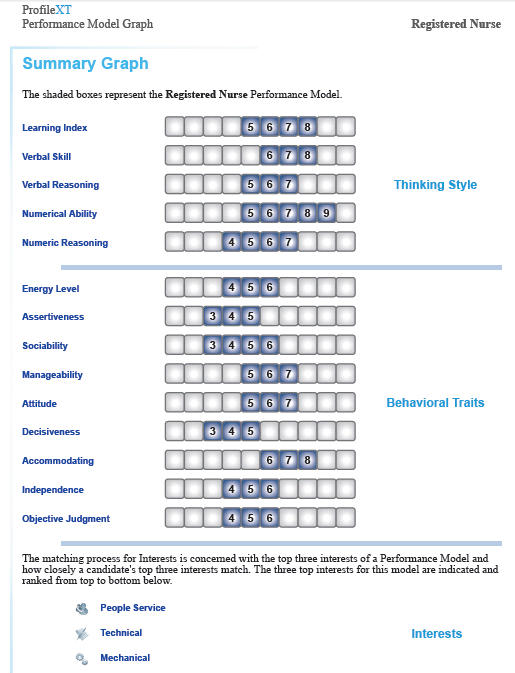 ProfileXT
Performance Model Graph
Registered Nurse
Summary Graph
The shaded boxes represent the Registered Nurse Performance Model.
Learning Index 5 6 7 8
Verbal Skill 6 7 8
Verbal Reasoning 5 6 7
Thinking Style
Numerical Ability 5 6 7 8 9
Numeric Reasoning 4 5 6 7
Energy Level 4 5 6
Assertiveness 3 4 5
Sociability 3 4 5 6
Manageability 5 6 7
Attitude 5 6 7
Behavioral Traits
Decisiveness 3 4 5
Accommodating 6 7 8
Independence 4 5 6
Objective Judgment 4 5 6
The matching process for Interests is concerned with the top three interests of a Performance Model and
how closely a candidate's top three interests match. The three top interests for this model are indicated and
ranked from top to bottom below.
People Service
Technical
Interests
Mechanical